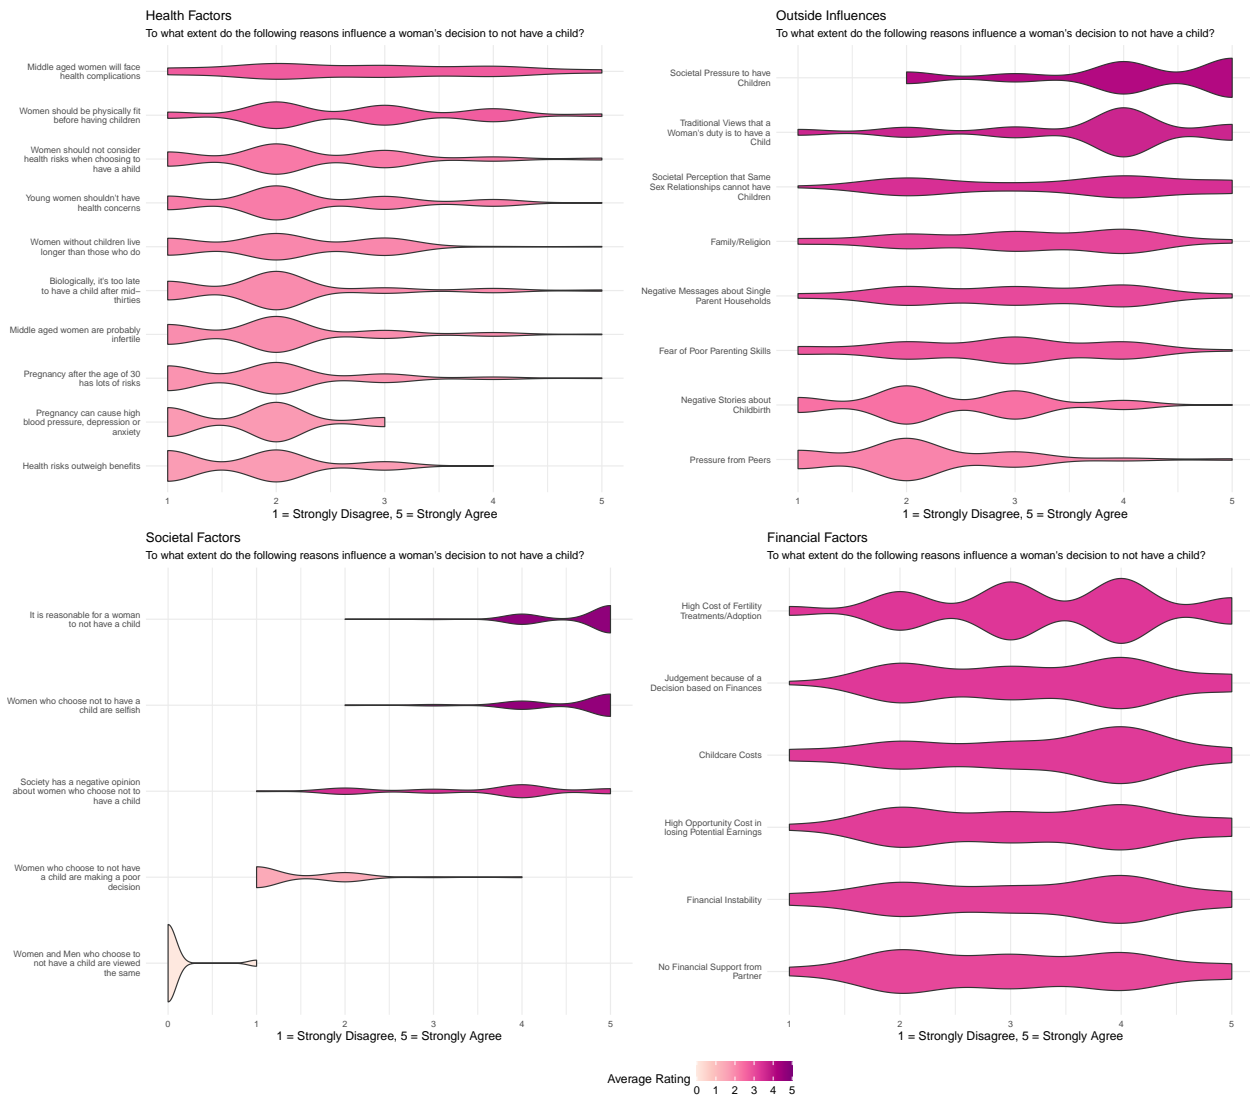 Health Factors
To what extent do the following reasons influence a woman's decision to not have a child?
Middle aged women will face
health complications
Women should be physically fit
before having children
Women should not consider
health risks when choosing to
have a ahild
Young women shouldn't have
health concerns
Women without children live
longer than those who do
Biologically, it's too late
to have a child after mid−
thirties
Middle aged women are probably
infertile
Pregnancy after the age of 30
has lots of risks
Pregnancy can cause high
blood pressure, depression or
anxiety
Health risks outweigh benefits
1 2 3 4 5
1 = Strongly Disagree, 5 = Strongly Agree
Outside Influences
To what extent do the following reasons influence a woman's decision to not have a child?
Societal Pressure to have
Children
Traditional Views that a
Woman's duty is to have a
Child
Societal Perception that Same
Sex Relationships cannot have
Children
Family/Religion
Negative Messages about Single
Parent Households
Fear of Poor Parenting Skills
Negative Stories about
Childbirth
Pressure from Peers
1 2 3 4 5
1 = Strongly Disagree, 5 = Strongly Agree
Societal Factors
To what extent do the following reasons influence a woman's decision to not have a child?
It is reasonable for a woman
to not have a child
Women who choose not to have a
child are selfish
Society has a negative opinion
about women who choose not to
have a child
Women who choose to not have
a child are making a poor
decision
Women and Men who choose to
not have a child are viewed
the same
0 1 2 3 4 5
1 = Strongly Disagree, 5 = Strongly Agree
Financial Factors
To what extent do the following reasons influence a woman's decision to not have a child?
High Cost of Fertility
Treatments/Adoption
Judgement because of a
Decision based on Finances
Childcare Costs
High Opportunity Cost in
losing Potential Earnings
Financial Instability
No Financial Support from
Partner
1 2 3 4 5
1 = Strongly Disagree, 5 = Strongly Agree
Average Rating
0 1 2 3 4 5